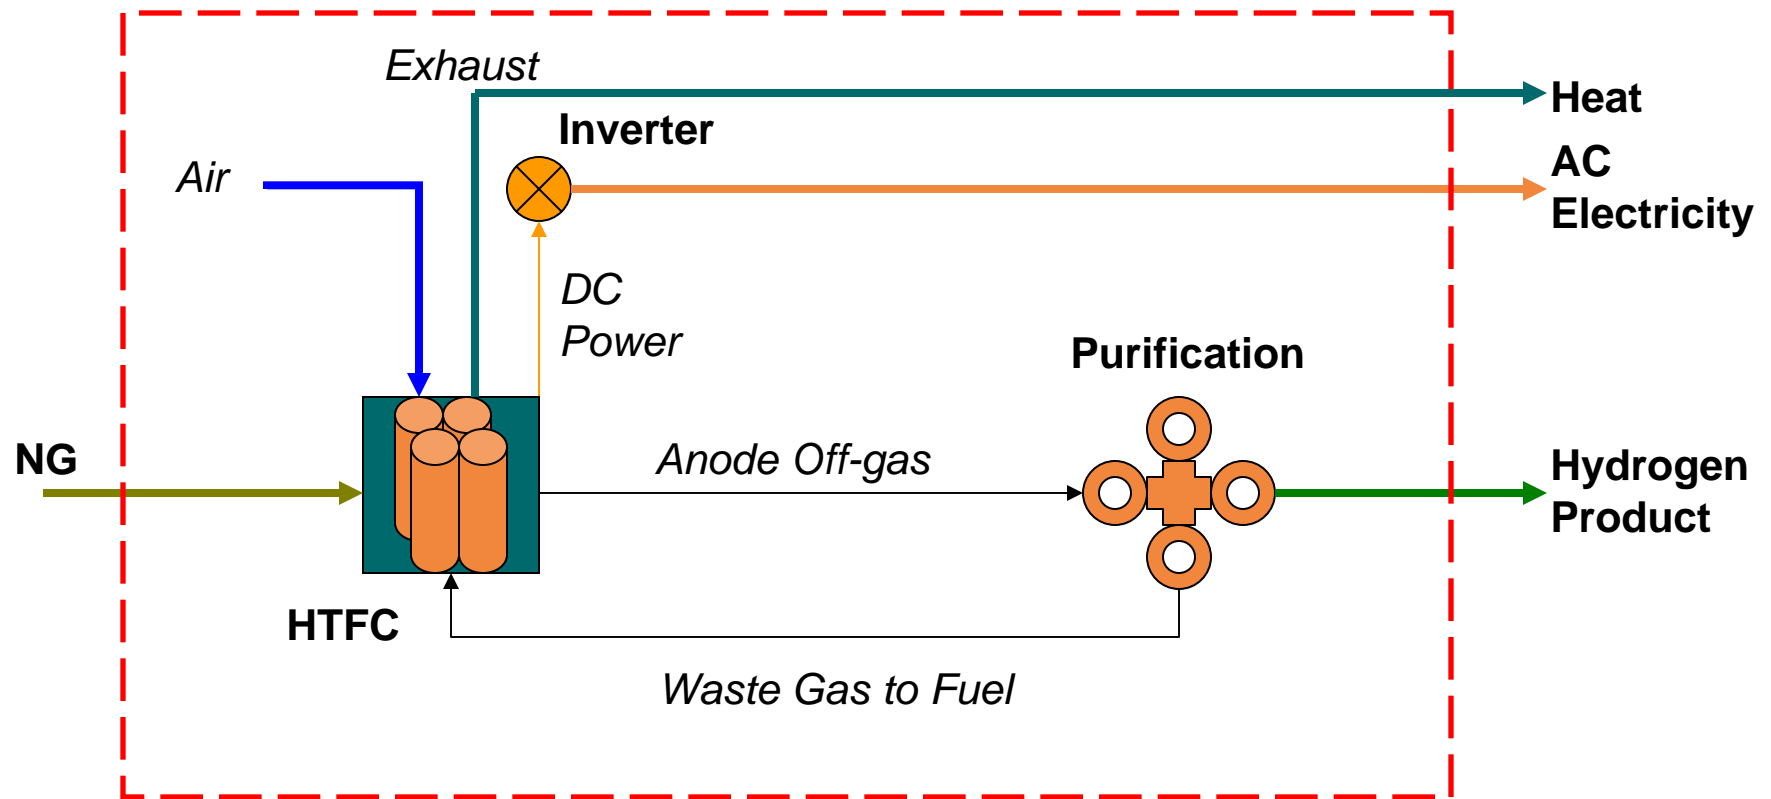 Exhaust
Heat
Inverter
AC
Electricity
Air
DC
Power
Purification
NG
Anode Off-gas
Hydrogen
Product
HTFC
Waste Gas to Fuel